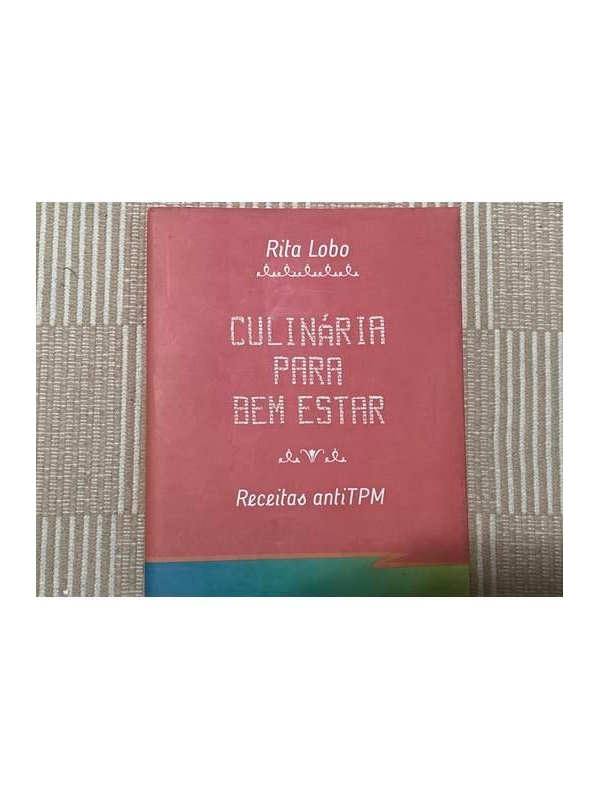 Rita Lobo
CULINÁRIA
PARA
BEM ESTAR
Receitas antiTPM